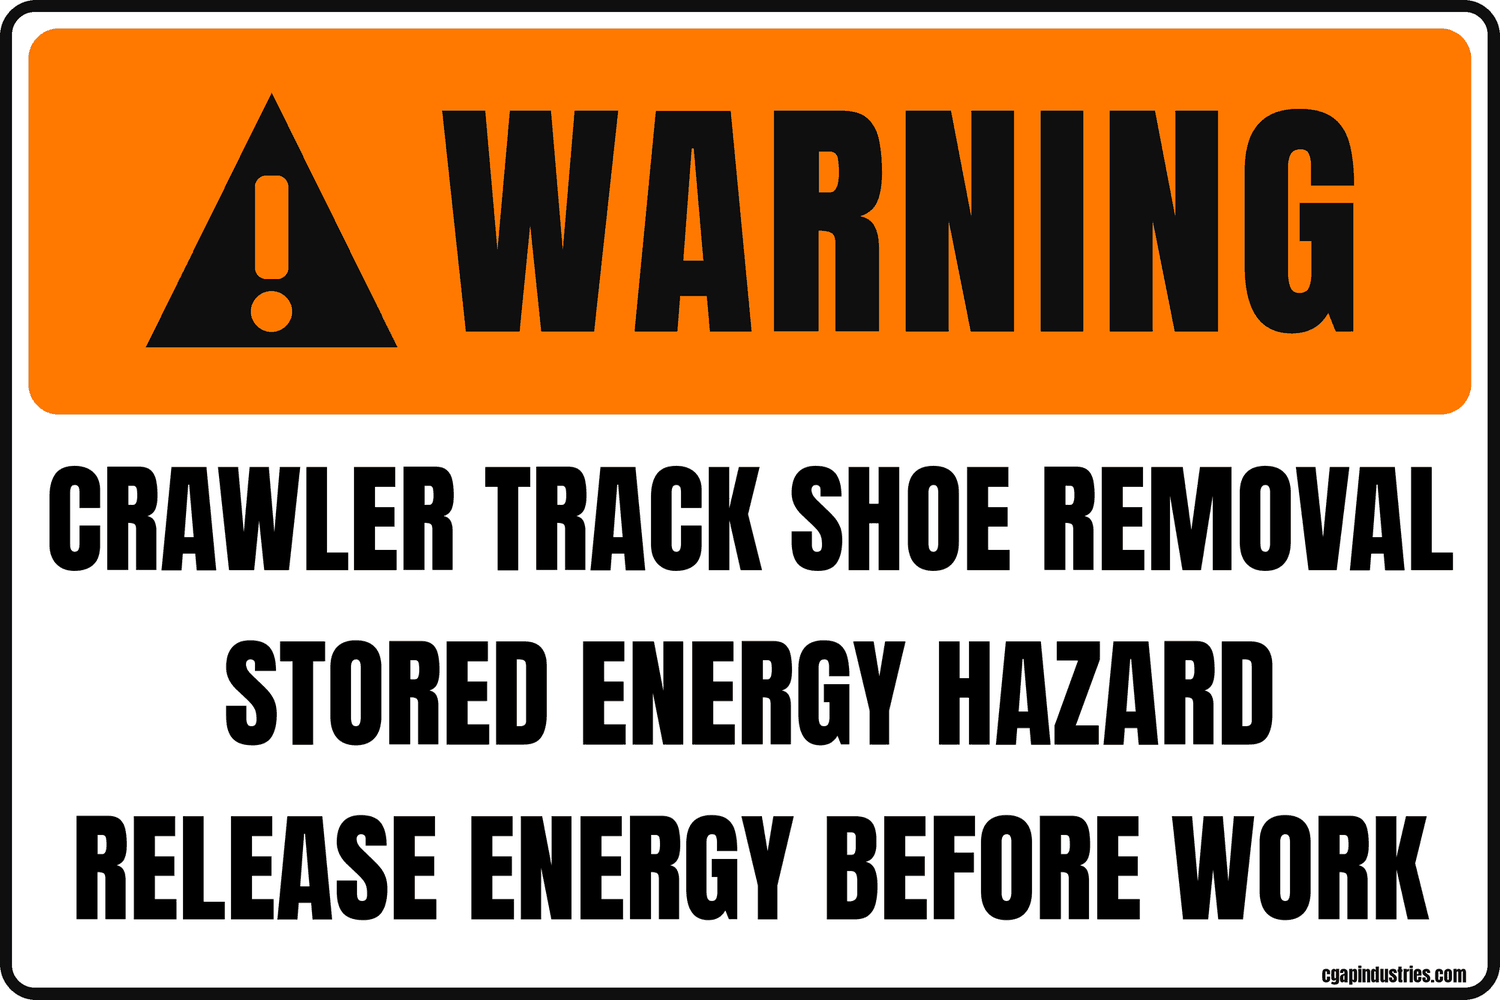 WARNING
CRAWLER TRACK SHOE REMOVAL
STORED ENERGY HAZARD
RELEASE ENERGY BEFORE WORK
cgapindustries.com